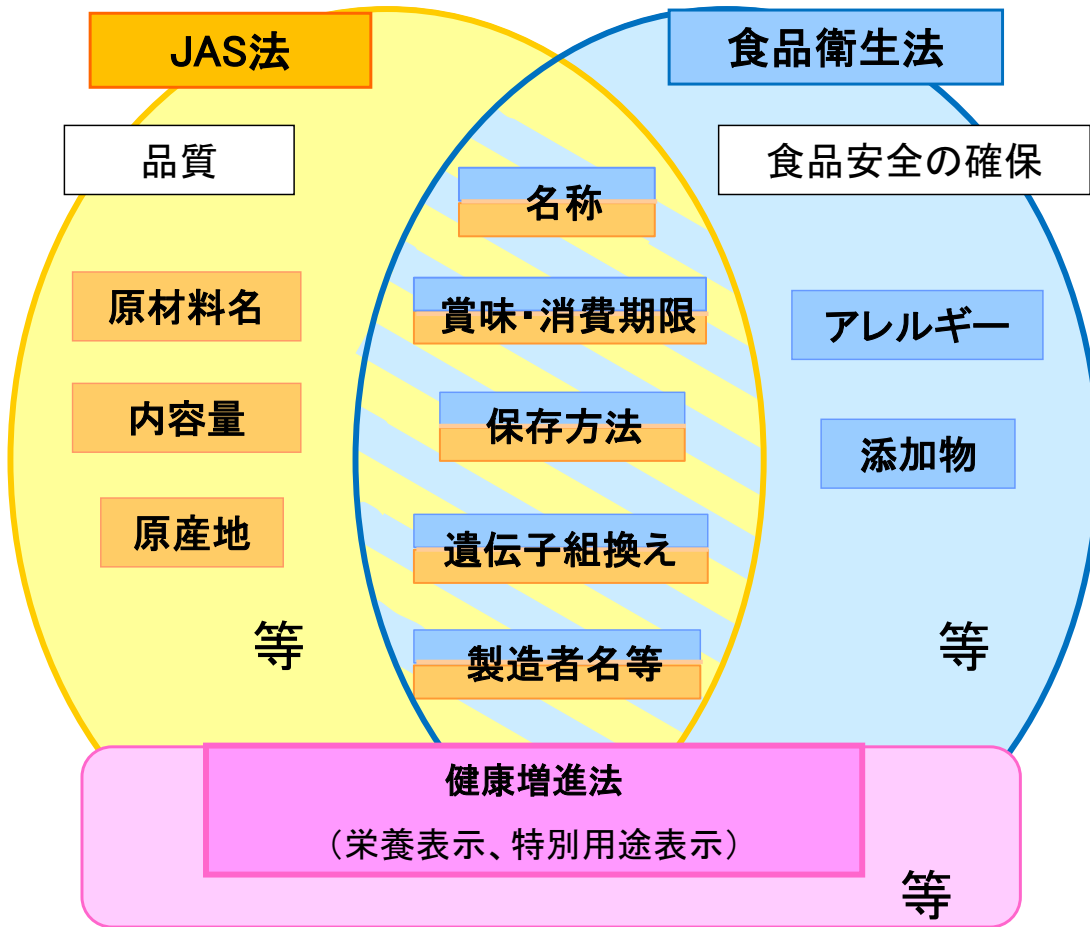 JAS法
食品衛生法
品質
食品安全の確保
名称
原材料名
賞味・消費期限
アレルギー
内容量
保存方法
添加物
原産地
遺伝子組換え
等
製造者名等
等
健康増進法
（栄養表示、特別用途表示）
等